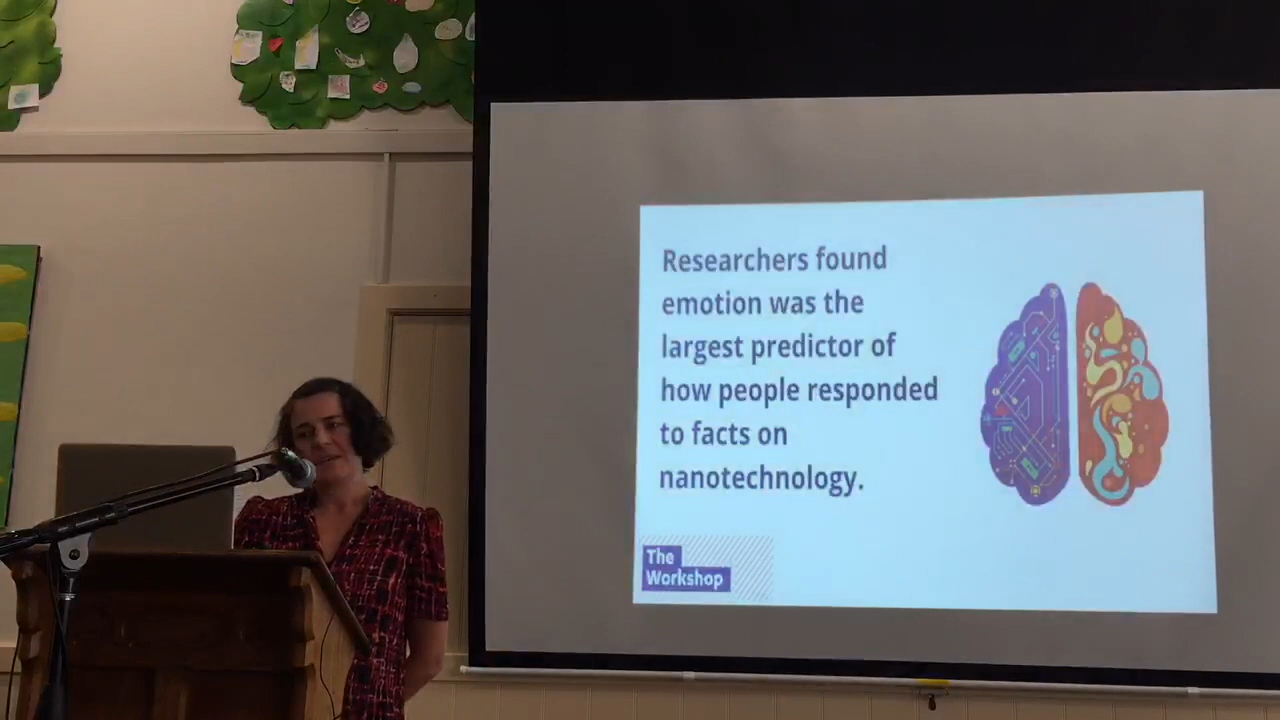 Researchers found
emotion was the
largest predictor of
how people responded
to facts on
nanotechnology.
The
Workshop